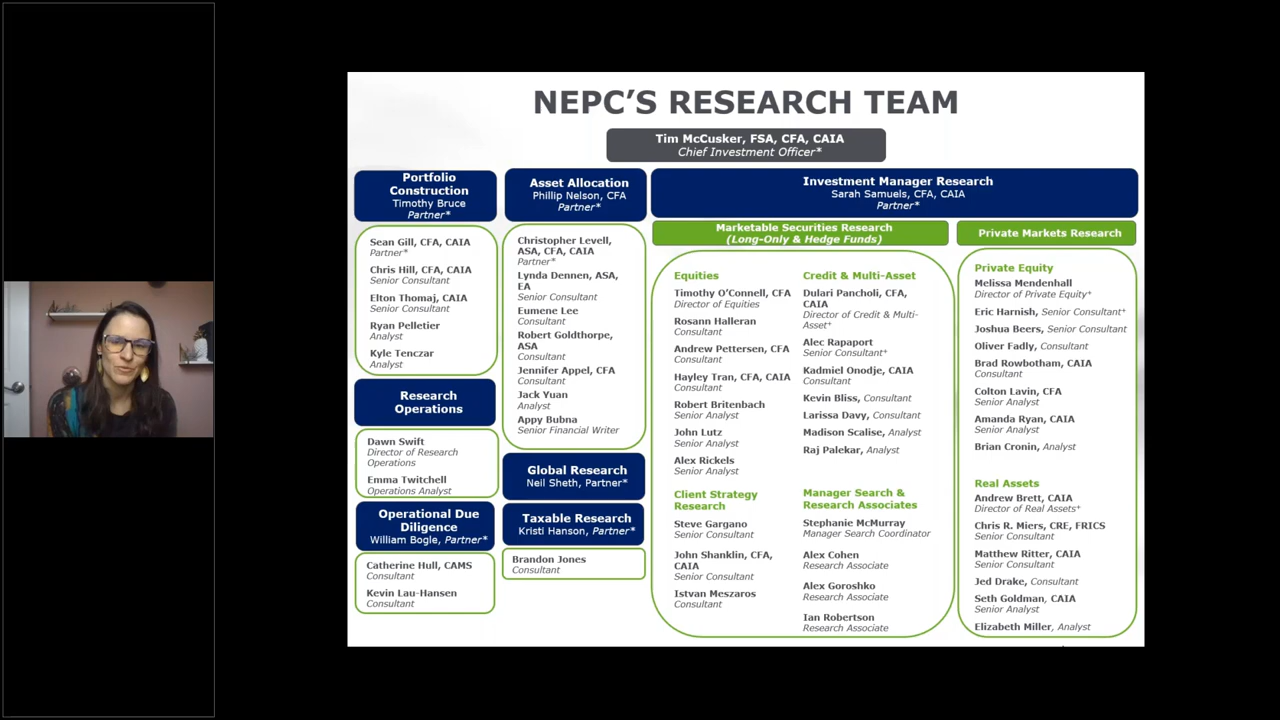 NEPC'S RESEARCH TEAM
Tim McCusker, FSA, CFA, CAIA
Chief Investment Officer*
Portfolio
Construction
Timothy Bruce
Partner*
Sean Gill, CFA, CAIA
Partner*
Chris Hill, CFA, CAIA
Senior Consultant
Elton Thomaj, CAIA
Senior Consultant
Ryan Pelletier
Analyst
Kyle Tenczar
Analyst
Research
Operations
Dawn Swift
Director of Research
Operations
Emma Twitchell
Operations Analyst
Operational Due
Diligence
William Bogle, Partner*
Catherine Hull, CAMS
Consultant
Kevin Lau-Hansen
Consultant
Asset Allocation
Phillip Nelson, CFA
Partner*
Christopher Levell,
ASA, CFA, CAIA
Partner*
Lynda Dennen, ASA,
EA
Senior Consultant
Eumene Lee
Consultant
Robert Goldthorpe,
ASA
Consultant
Jennifer Appel, CFA
Consultant
Jack Yuan
Analyst
Appy Bubna
Senior Financial Writer
Global Research
Neil Sheth, Partner*
Taxable Research
Kristi Hanson, Partner*
Brandon Jones
Consultant
Investment Manager Research
Sarah Samuels, CFA, CAIA
Partner*
Marketable Securities Research
(Long-Only & Hedge Funds)
Equities
Timothy O'Connell, CFA
Director of Equities
Rosann Halleran
Consultant
Andrew Pettersen, CFA
Consultant
Hayley Tran, CFA, CAIA
Consultant
Robert Britenbach
Senior Analyst
John Lutz
Senior Analyst
Alex Rickels
Senior Analyst
Client Strategy
Research
Steve Gargano
Senior Consultant
John Shanklin, CFA,
CAIA
Senior Consultant
Istvan Meszaros
Consultant
Credit & Multi-Asset
Dulari Pancholi, CFA,
CAIA
Director of Credit & Multi-
Asset⁺
Alec Rapaport
Senior Consultant⁺
Kadmiel Onodje, CAIA
Consultant
Kevin Bliss, Consultant
Larissa Davy, Consultant
Madison Scalise, Analyst
Raj Palekar, Analyst
Manager Search &
Research Associates
Stephanie McMurray
Manager Search Coordinator
Alex Cohen
Research Associate
Alex Goroshko
Research Associate
Ian Robertson
Research Associate
Private Markets Research
Private Equity
Melissa Mendenhall
Director of Private Equity⁺
Eric Harnish, Senior Consultant⁺
Joshua Beers, Senior Consultant
Oliver Fadly, Consultant
Brad Rowbotham, CAIA
Consultant
Colton Lavin, CFA
Senior Analyst
Amanda Ryan, CAIA
Senior Analyst
Brian Cronin, Analyst
Real Assets
Andrew Brett, CAIA
Director of Real Assets⁺
Chris R. Miers, CRE, FRICS
Senior Consultant
Matthew Ritter, CAIA
Senior Consultant
Jed Drake, Consultant
Seth Goldman, CAIA
Senior Analyst
Elizabeth Miller, Analyst